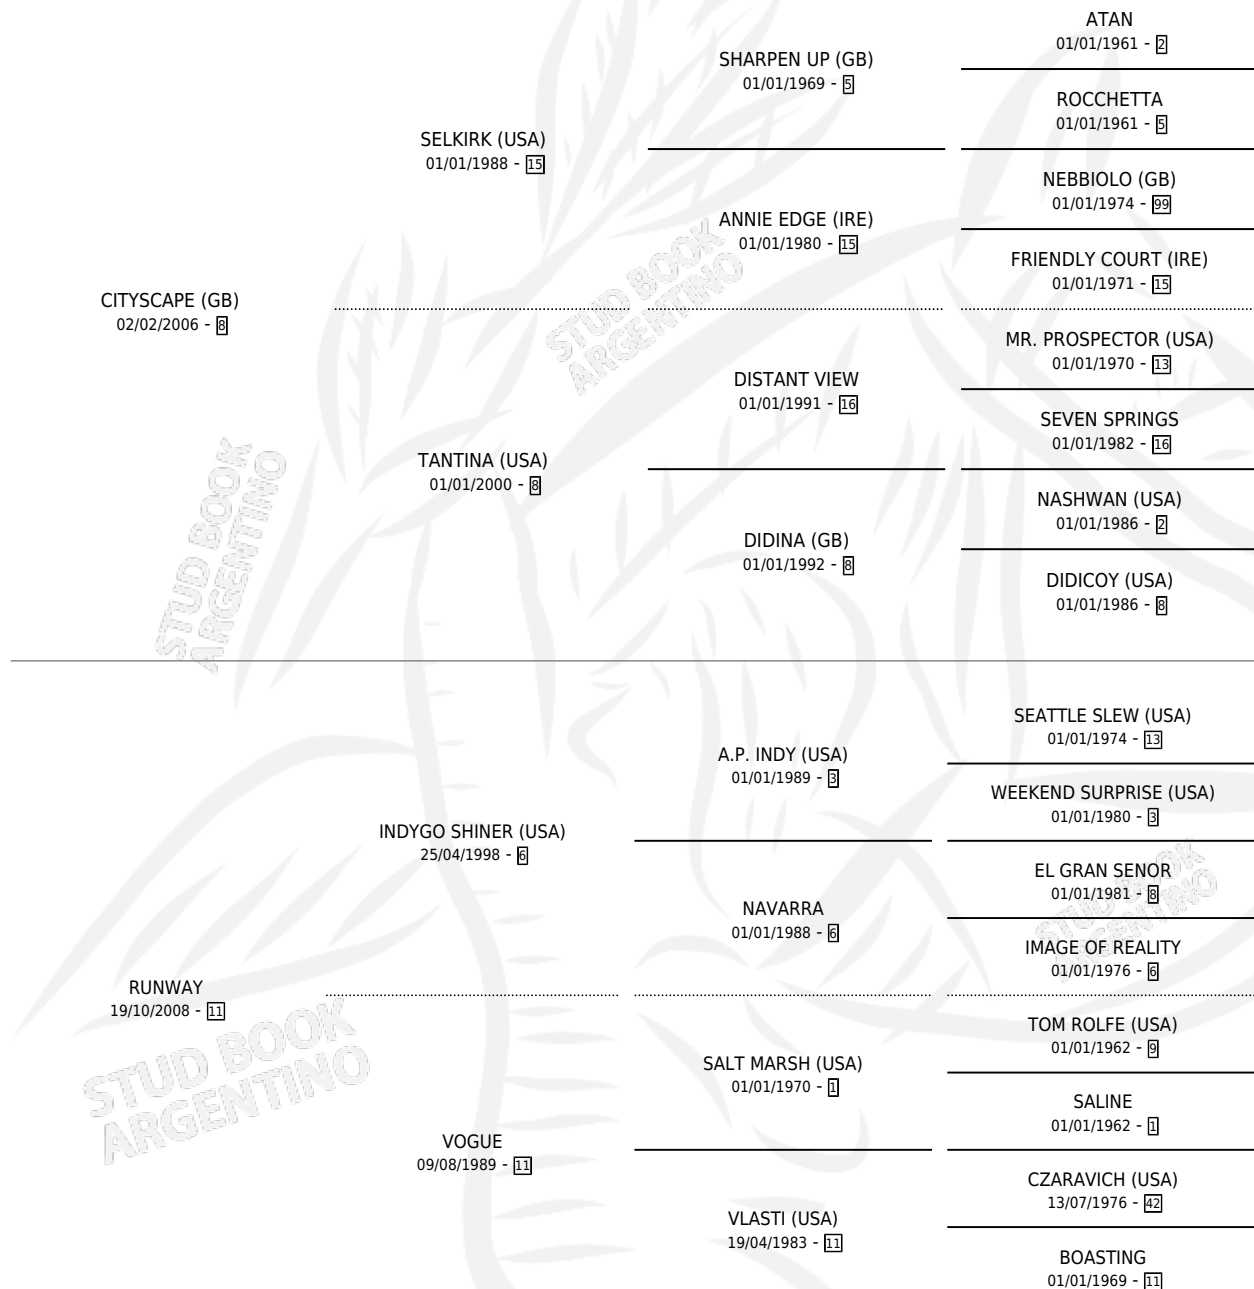 ATAN
01/01/1961 - 2
SHARPEN UP (GB)
01/01/1969 - 5
ROCCHETTA
01/01/1961 - 5
SELKIRK (USA)
01/01/1988 - 15
NEBBIOLO (GB)
01/01/1974 - 99
ANNIE EDGE (IRE)
01/01/1980 - 15
FRIENDLY COURT (IRE)
01/01/1971 - 15
CITYSCAPE (GB)
02/02/2006 - 8
STUD BOOK
ARGENTINO
MR. PROSPECTOR (USA)
01/01/1970 - 13
DISTANT VIEW
01/01/1991 - 16
SEVEN SPRINGS
01/01/1982 - 16
TANTINA (USA)
01/01/2000 - 8
NASHWAN (USA)
01/01/1986 - 2
DIDINA (GB)
01/01/1992 - 8
DIDICOY (USA)
01/01/1986 - 8
STUD BOOK
ARGENTINO
SEATTLE SLEW (USA)
01/01/1974 - 13
A.P. INDY (USA)
01/01/1989 - 3
WEEKEND SURPRISE (USA)
01/01/1980 - 3
INDYGO SHINER (USA)
25/04/1998 - 6
EL GRAN SENOR
01/01/1981 - 8
STUD BOOK
ARGENTINO
NAVARRA
01/01/1988 - 6
IMAGE OF REALITY
01/01/1976 - 6
RUNWAY
19/10/2008 - 11
STUD BOOK
ARGENTINO
TOM ROLFE (USA)
01/01/1962 - 9
SALT MARSH (USA)
01/01/1970 - 1
SALINE
01/01/1962 - 1
VOGUE
09/08/1989 - 11
CZARAVICH (USA)
13/07/1976 - 42
VLASTI (USA)
19/04/1983 - 11
BOASTING
01/01/1969 - 11